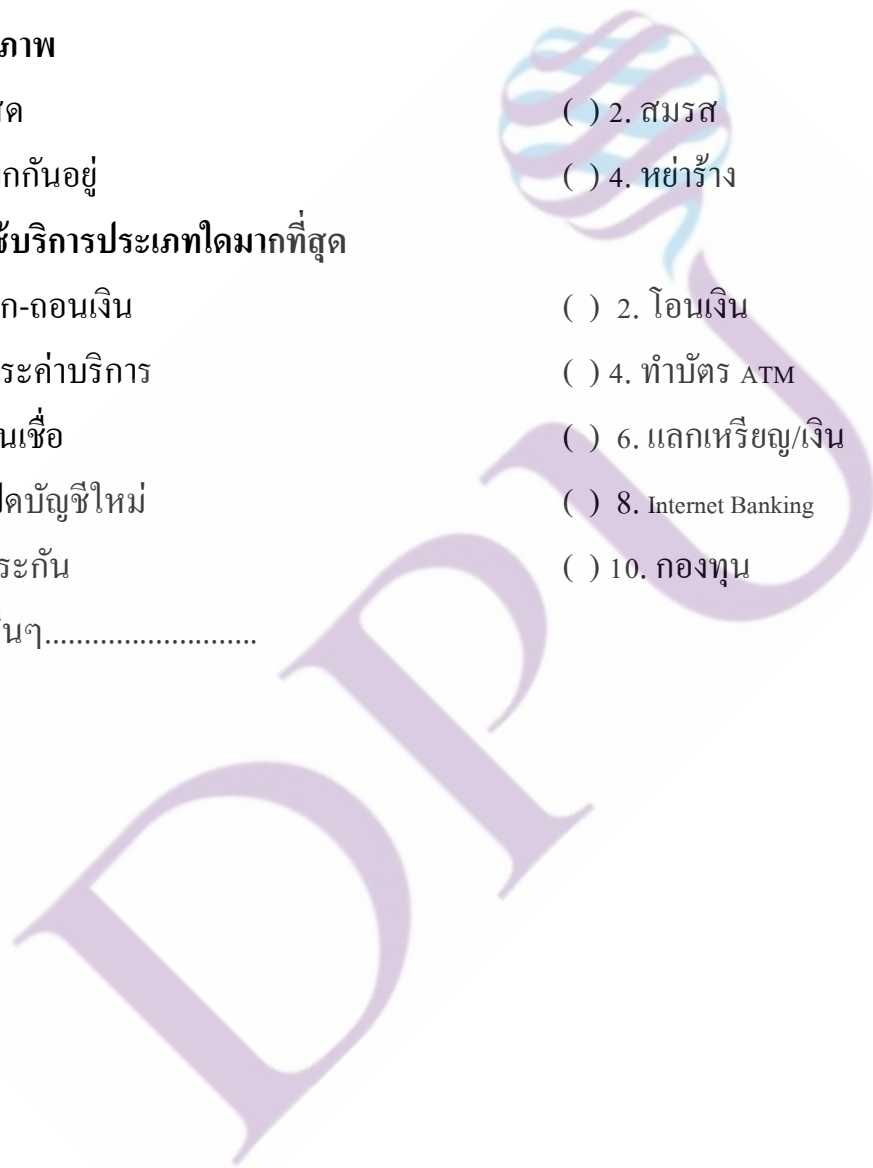 ภาพ
( ) 2. สมรส
กกันอยู่
( ) 4. หย่าร้าง
บริการประเภทใดมากที่สุด
ก-ถอนเงิน
( ) 2. โอนเงิน
ระค่าบริการ
( ) 4. ทำบัตร ATM
นเชื่อ
( ) 6. แลกเหรียญ/เงิน
ดบัญชีใหม่
( ) 8. Internet Banking
ระกัน
( ) 10. กองทุน
นๆ...........................
DPU